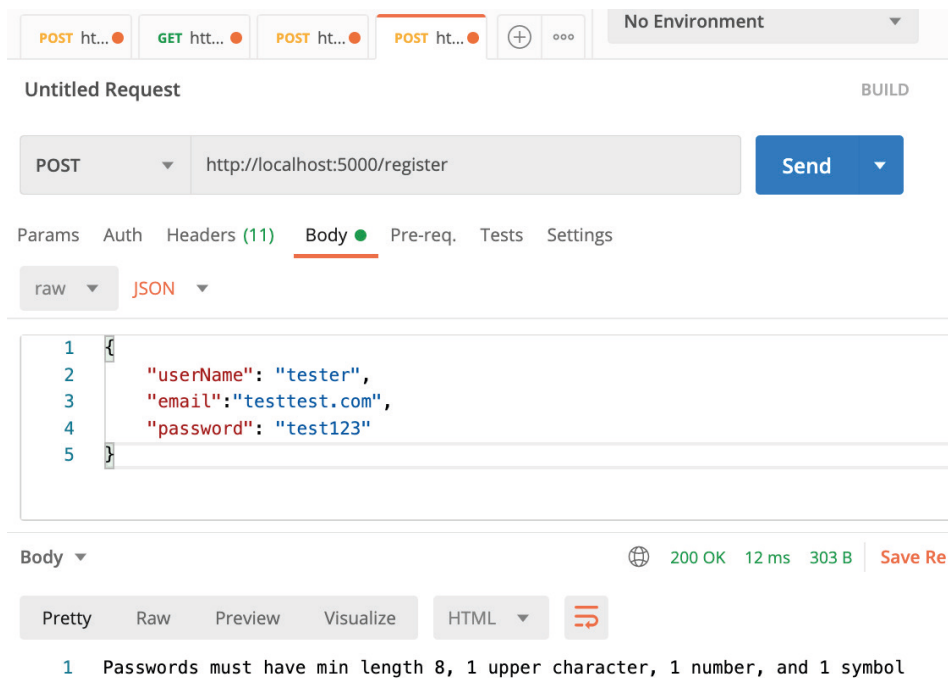 POST ht... GET htt... POST ht... POST ht... No Environment
Untitled Request BUILD
POST http://localhost:5000/register Send
Params Auth Headers (11) Body Pre-req. Tests Settings
raw JSON
1 {
2 "userName": "tester",
3 "email":"testtest.com",
4 "password": "test123"
5 }
Body 200 OK 12 ms 303 B Save Re
Pretty Raw Preview Visualize HTML
1 Passwords must have min length 8, 1 upper character, 1 number, and 1 symbol